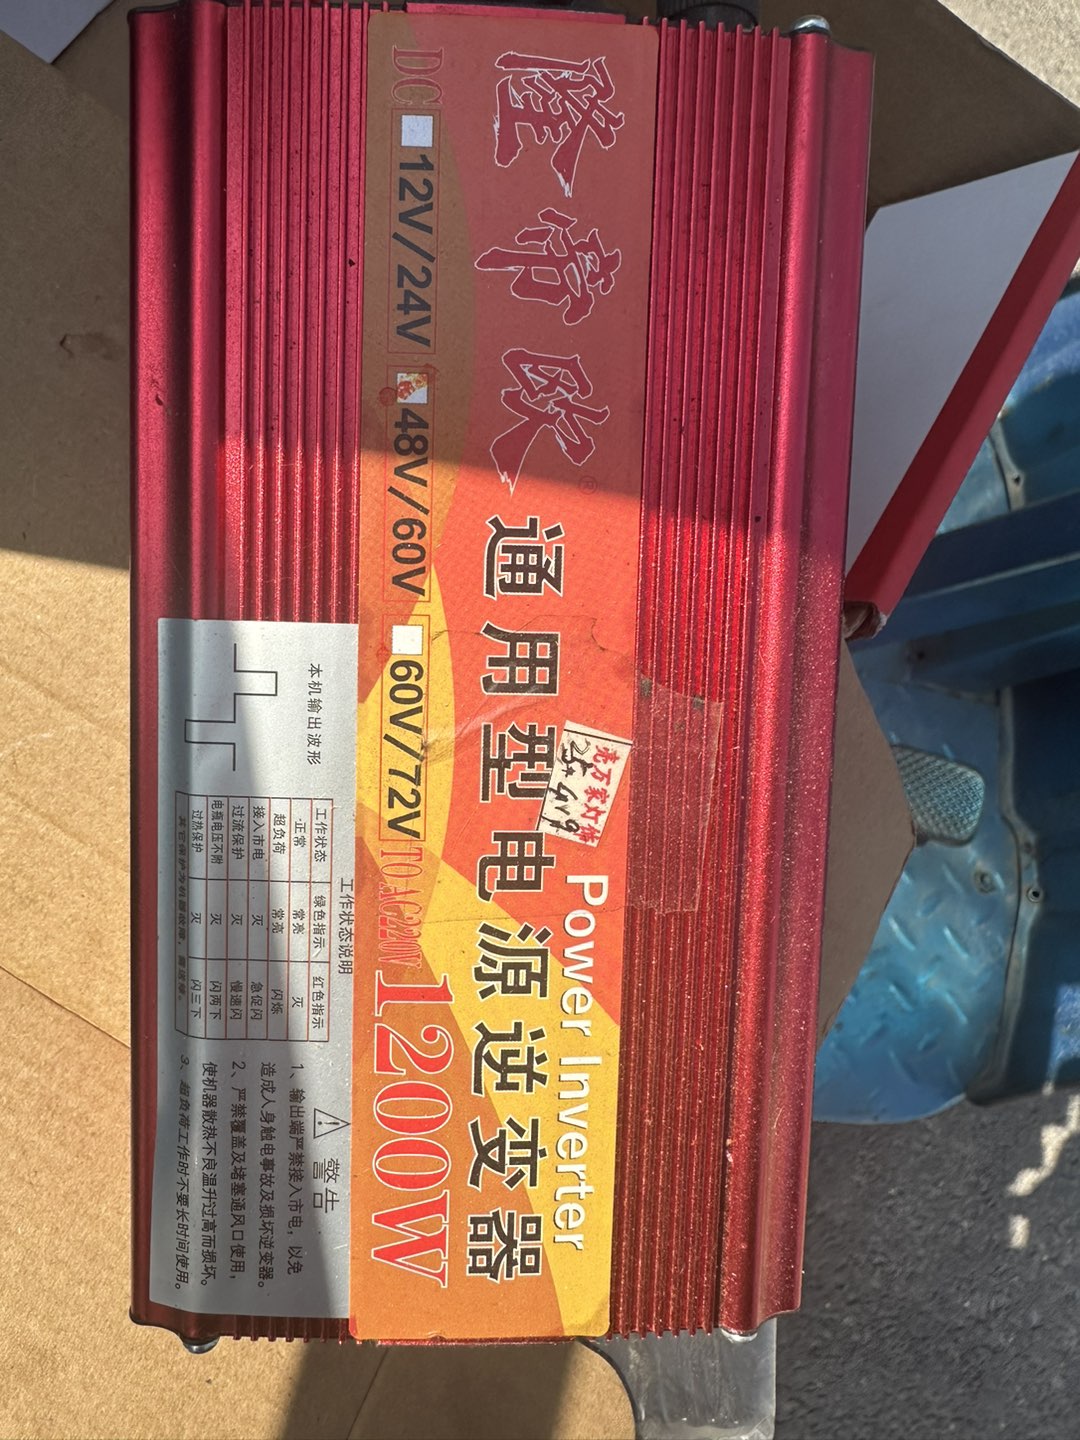 隆帝欧®
通用型电源逆变器
Power Inverter
DC 12V/24V 48V/60V 60V/72V TO AC220V 1200W
本机输出波形
工作状态说明
工作状态 绿色指示 红色指示
正常 常亮 灭
超负荷 常亮 闪烁
接入市电 灭 急促闪
过流保护 灭 慢速闪
电瓶电压不附 灭 闪两下
过热保护 灭 闪三下
警告
1、输出端严禁接入市电，以免
造成人身触电事故及损坏逆变器。
2、严禁覆盖及堵塞通风口使用，
使机器散热不良温升过高而损坏。
3、超负荷工作时不要长时间使用。